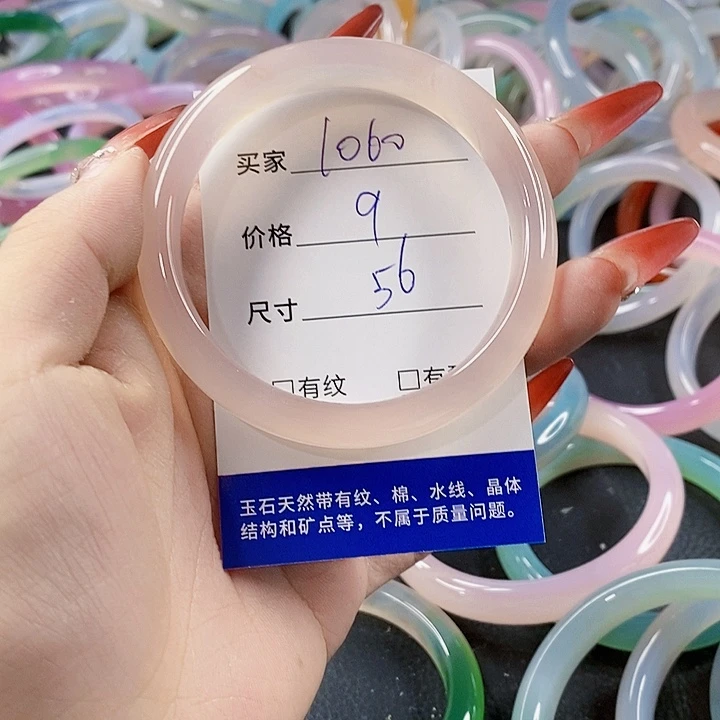 买家 1060
价格 9
尺寸 56
□有纹 □有
玉石天然带有纹、棉、水线、晶体
结构和矿点等，不属于质量问题。